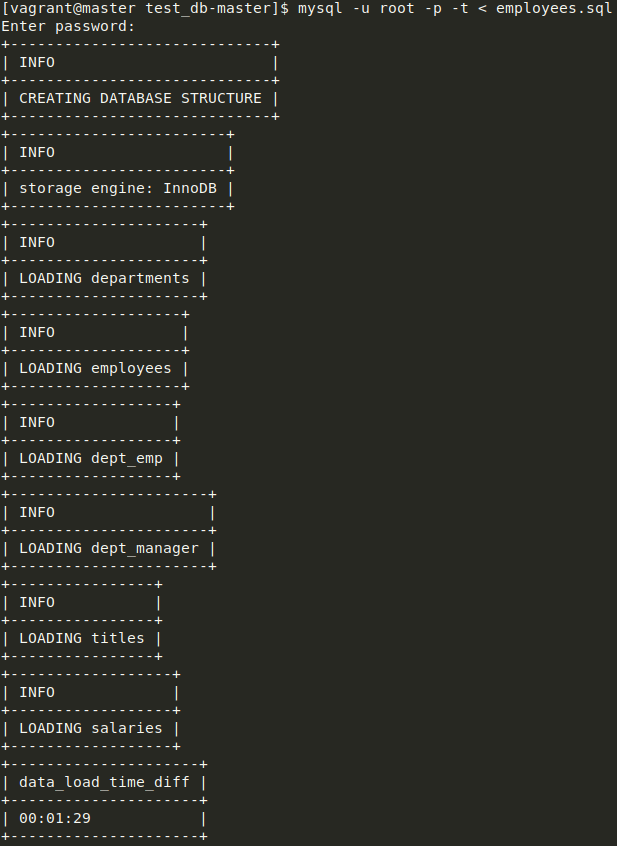 [vagrant@master test_db-master]$ mysql -u root -p -t < employees.sql
Enter password:
+-----------------------------+
| INFO                        |
+-----------------------------+
| CREATING DATABASE STRUCTURE |
+-----------------------------+
+------------------------+
| INFO                   |
+------------------------+
| storage engine: InnoDB |
+------------------------+
+---------------------+
| INFO                |
+---------------------+
| LOADING departments |
+---------------------+
+-------------------+
| INFO              |
+-------------------+
| LOADING employees |
+-------------------+
+------------------+
| INFO             |
+------------------+
| LOADING dept_emp |
+------------------+
+----------------------+
| INFO                 |
+----------------------+
| LOADING dept_manager |
+----------------------+
+----------------+
| INFO           |
+----------------+
| LOADING titles |
+----------------+
+------------------+
| INFO             |
+------------------+
| LOADING salaries |
+------------------+
+---------------------+
| data_load_time_diff |
+---------------------+
| 00:01:29            |
+---------------------+